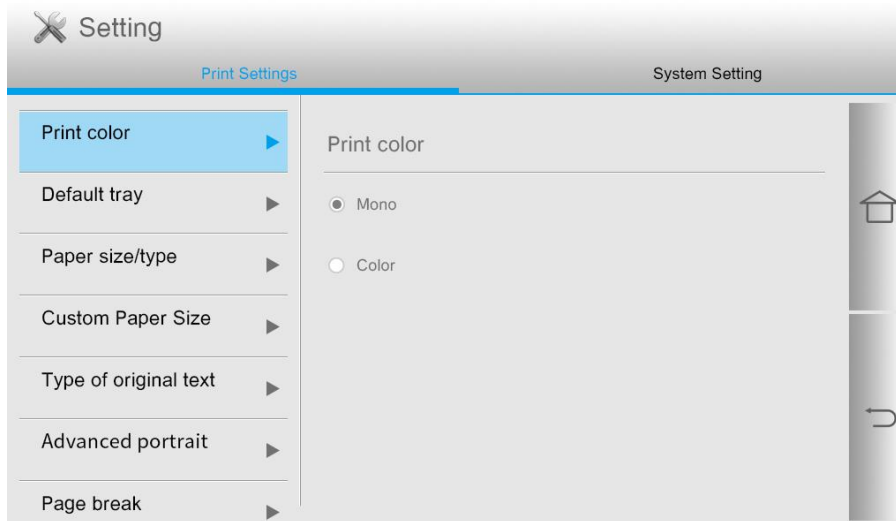 Setting
Print Settings
System Setting
Print color
Default tray
Paper size/type
Custom Paper Size
Type of original text
Advanced portrait
Page break
Print color
Mono
Color